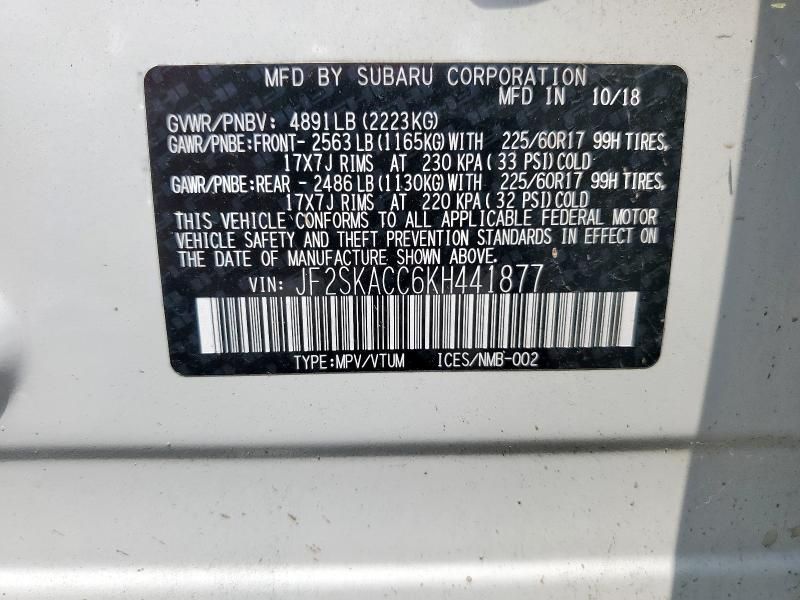 MFD BY SUBARU CORPORATION
MFD IN 10/18
GVWR/PNBV: 4891LB(2223KG)
GAWR/PNBE:FRONT- 2563LB(1165KG)WITH 225/60R17 99H TIRES,
17X7J RIMS AT 230 KPA( 33 PSI)COLD
GAWR/PNBE:REAR - 2486LB(1130KG)WITH 225/60R17 99H TIRES,
17X7J RIMS AT 220 KPA( 32 PSI)COLD
THIS VEHICLE CONFORMS TO ALL APPLICABLE FEDERAL MOTOR
VEHICLE SAFETY AND THEFT PREVENTION STANDARDS IN EFFECT ON
THE DATE OF MANUFACTURE SHOWN ABOVE.
VIN: JF2SKACC6KH441877
TYPE:MPV/VTUM ICES/NMB-002